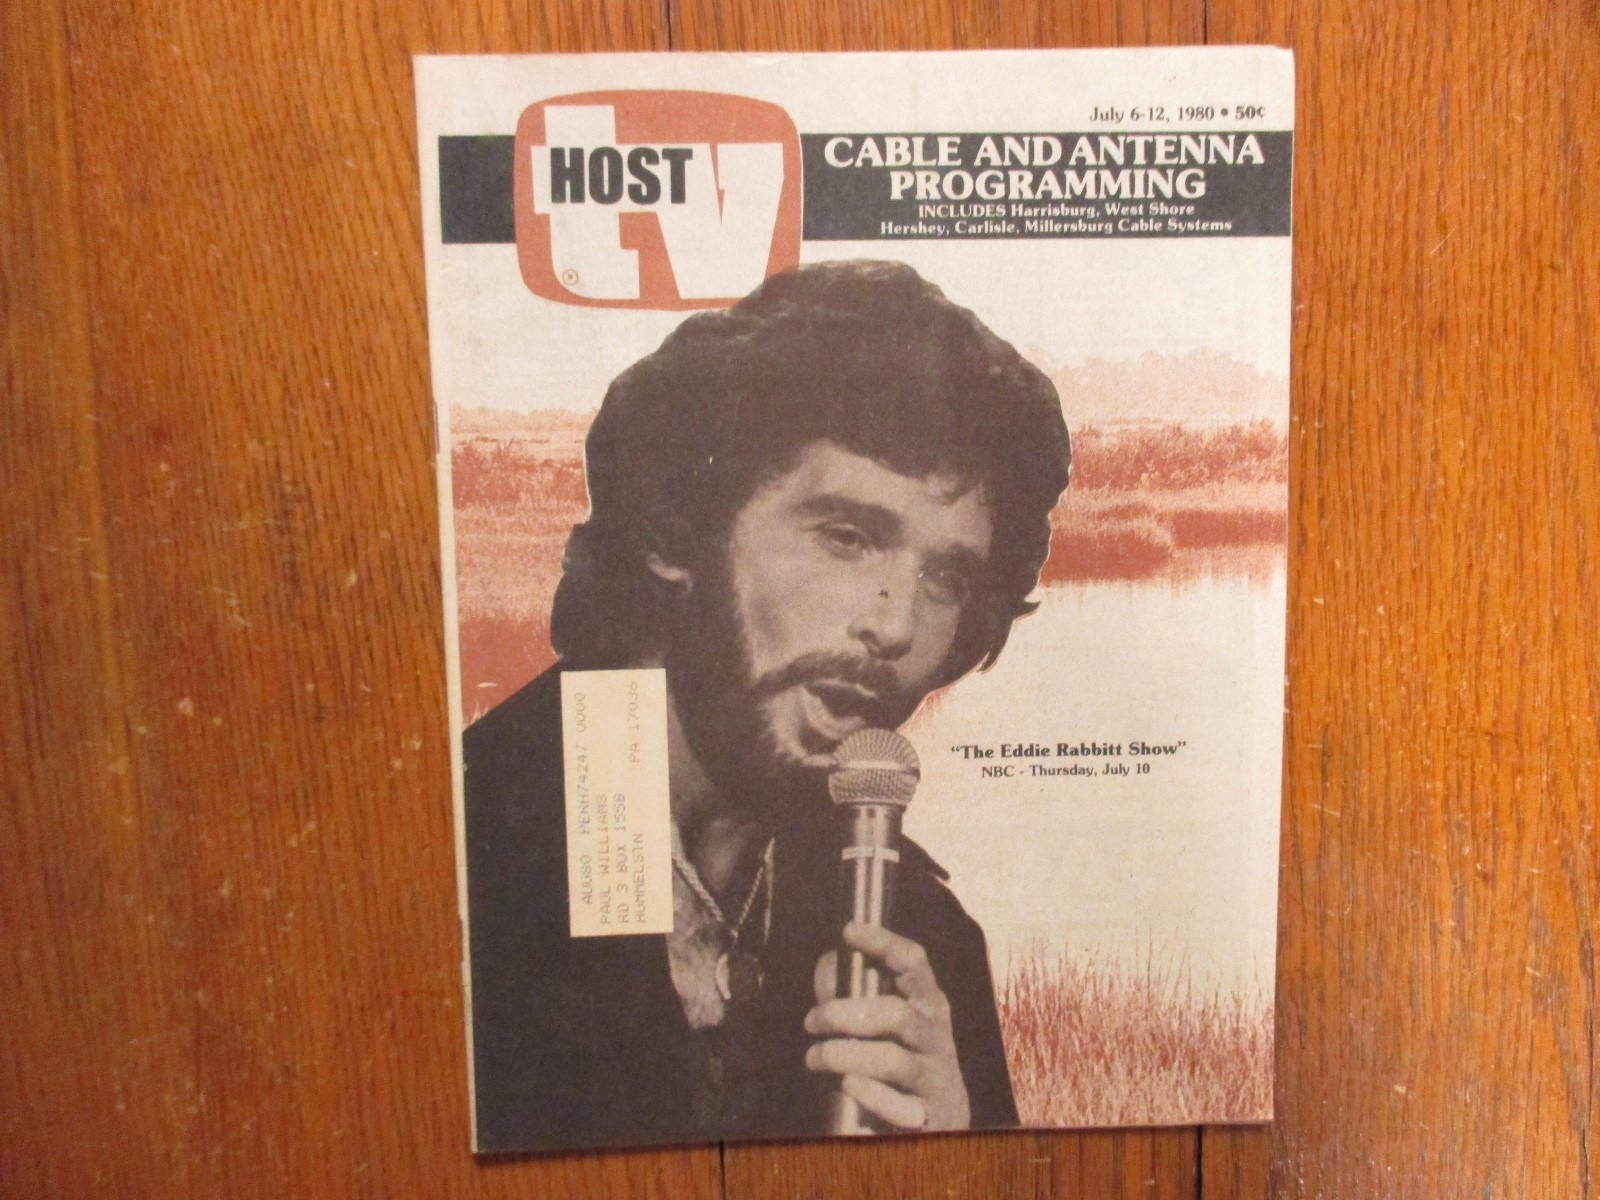 July 6-12, 1980 • 50¢
HOST
tv
®
CABLE AND ANTENNA
PROGRAMMING
INCLUDES Harrisburg, West Shore
Hershey, Carlisle, Millersburg Cable Systems
"The Eddie Rabbitt Show"
NBC - Thursday, July 10
AUG80 PENH74247 0000
PAUL WILLIAMS
RD 3 BOX 155B
HUMMELSTN PA 17036